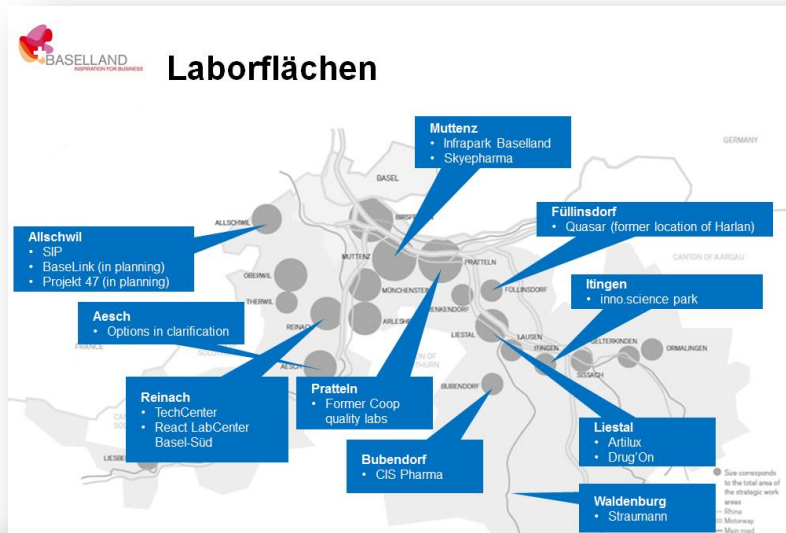 BASELLAND
INSPIRATION FOR BUSINESS
Laborflächen
Muttenz
• Infrapark Baselland
• Skyepharma
GERMANY
BASEL
ALLSCHWIL
Füllinsdorf
• Quasar (former location of Harlan)
Allschwil
• SIP
• BaseLink (in planning)
• Projekt 47 (in planning)
MUTTENZ
PRATTELN
CANTON OF AARGAU
OBERWIL
MÜNCHENSTEIN
FÜLLINSDORF
Itingen
• inno.science park
THERWIL
Aesch
• Options in clarification
REINACH
ARLESHEIM
LIESTAL
LAUSEN
ITINGEN
GELTERKINDEN
ORMALINGEN
FRANCE
AESCH
SISSACH
BUBENDORF
Reinach
• TechCenter
• React LabCenter
Basel-Süd
Pratteln
• Former Coop
quality labs
Liestal
• Artilux
• Drug'On
Bubendorf
• CIS Pharma
Waldenburg
• Straumann
Size corresponds
to the total area of
the strategic work
areas
Rhine
Motorway
Main road